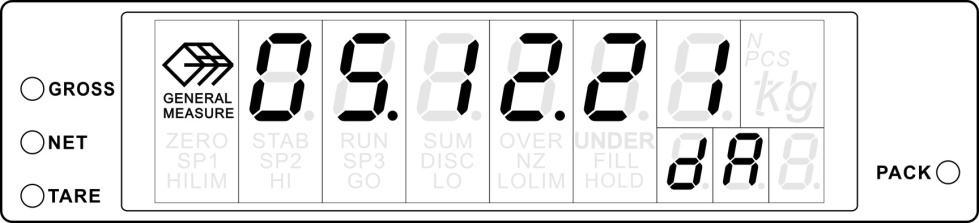 05.12.21
N
PCS
kg
GROSS
GENERAL
MEASURE
NET
ZERO STAB RUN SUM OVER UNDER
SP1 SP2 SP3 DISC NZ FILL
HILIM HI GO LO LOLIM HOLD
dA
TARE
PACK